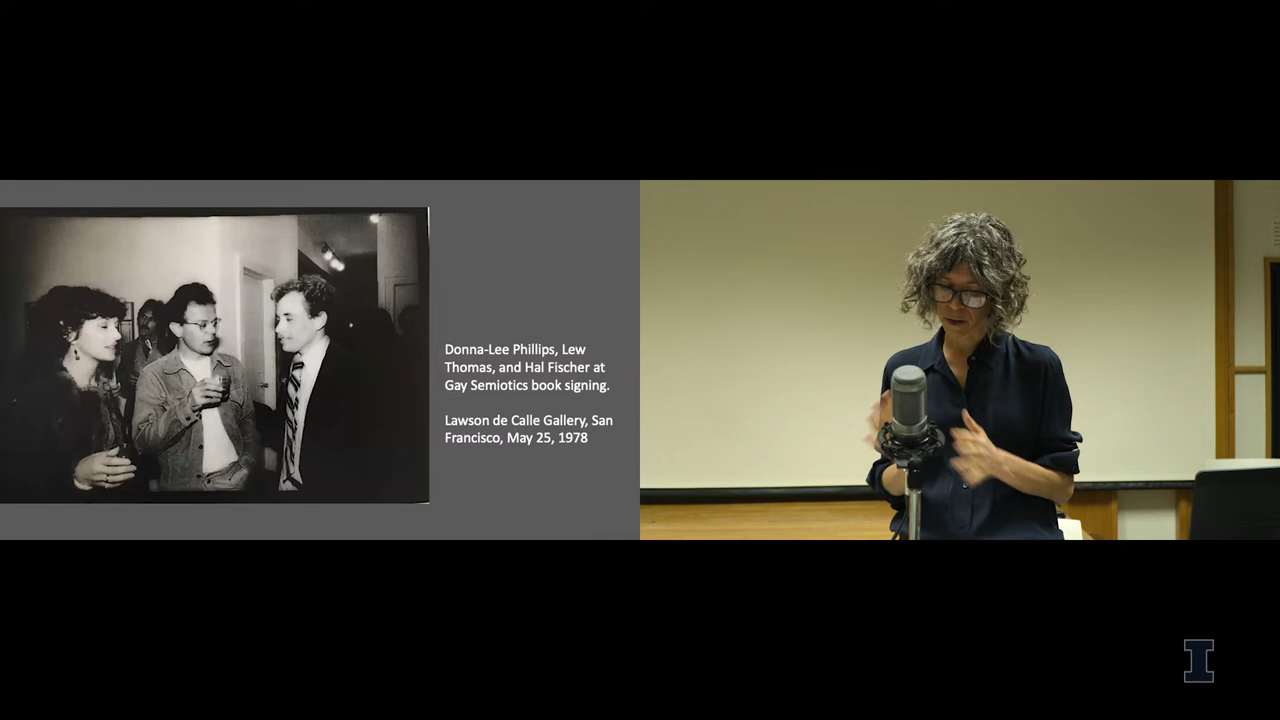 Donna-Lee Phillips, Lew
Thomas, and Hal Fischer at
Gay Semiotics book signing.
Lawson de Calle Gallery, San
Francisco, May 25, 1978
I